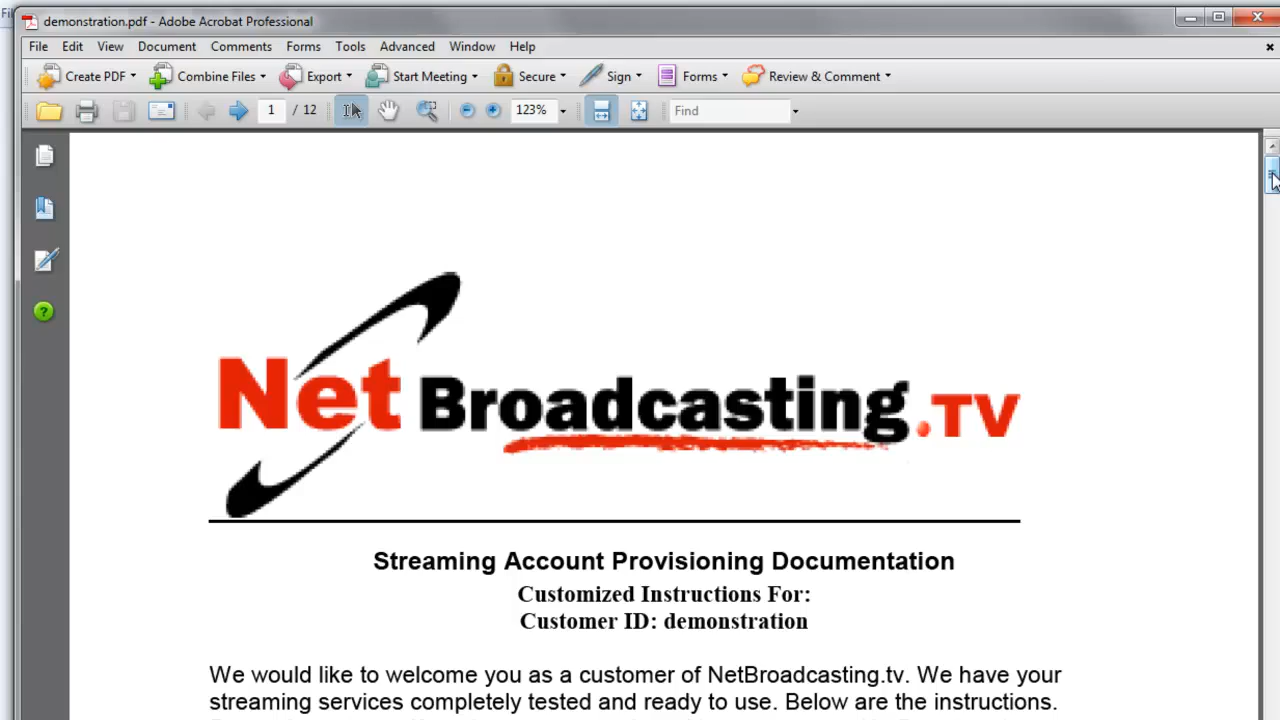 demonstration.pdf - Adobe Acrobat Professional
File Edit View Document Comments Forms Tools Advanced Window Help
Create PDF Combine Files Export Start Meeting Secure Sign Forms Review & Comment
1 / 12 123% Find
Net Broadcasting.TV
Streaming Account Provisioning Documentation
Customized Instructions For:
Customer ID: demonstration
We would like to welcome you as a customer of NetBroadcasting.tv. We have your
streaming services completely tested and ready to use. Below are the instructions.